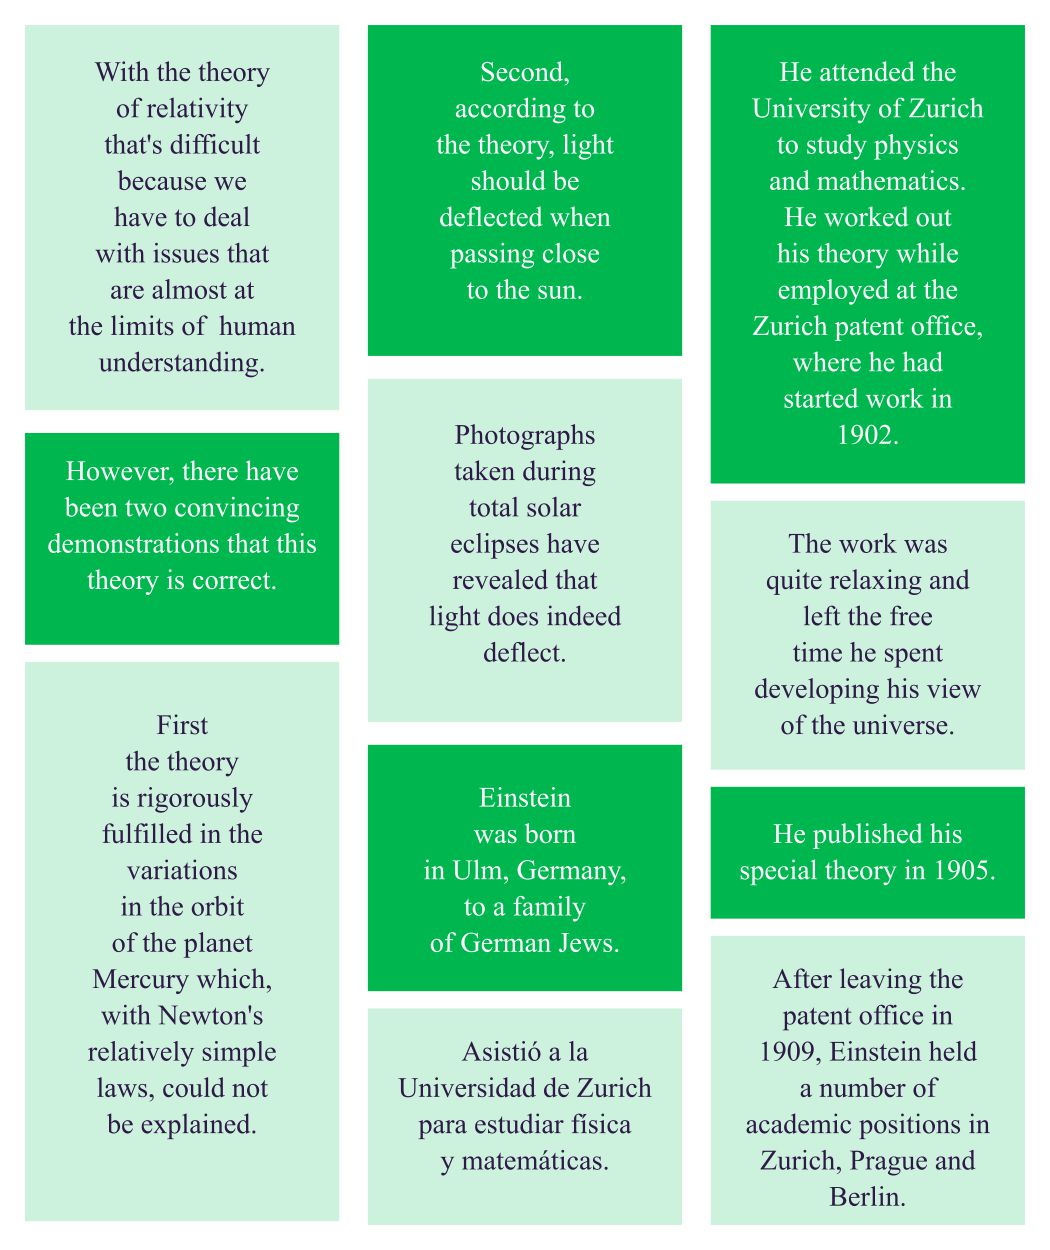 With the theory
of relativity
that's difficult
because we
have to deal
with issues that
are almost at
the limits of human
understanding.
However, there have
been two convincing
demonstrations that this
theory is correct.
First
the theory
is rigorously
fulfilled in the
variations
in the orbit
of the planet
Mercury which,
with Newton's
relatively simple
laws, could not
be explained.
Second,
according to
the theory, light
should be
deflected when
passing close
to the sun.
Photographs
taken during
total solar
eclipses have
revealed that
light does indeed
deflect.
Einstein
was born
in Ulm, Germany,
to a family
of German Jews.
Asistió a la
Universidad de Zurich
para estudiar física
y matemáticas.
He attended the
University of Zurich
to study physics
and mathematics.
He worked out
his theory while
employed at the
Zurich patent office,
where he had
started work in
1902.
The work was
quite relaxing and
left the free
time he spent
developing his view
of the universe.
He published his
special theory in 1905.
After leaving the
patent office in
1909, Einstein held
a number of
academic positions in
Zurich, Prague and
Berlin.